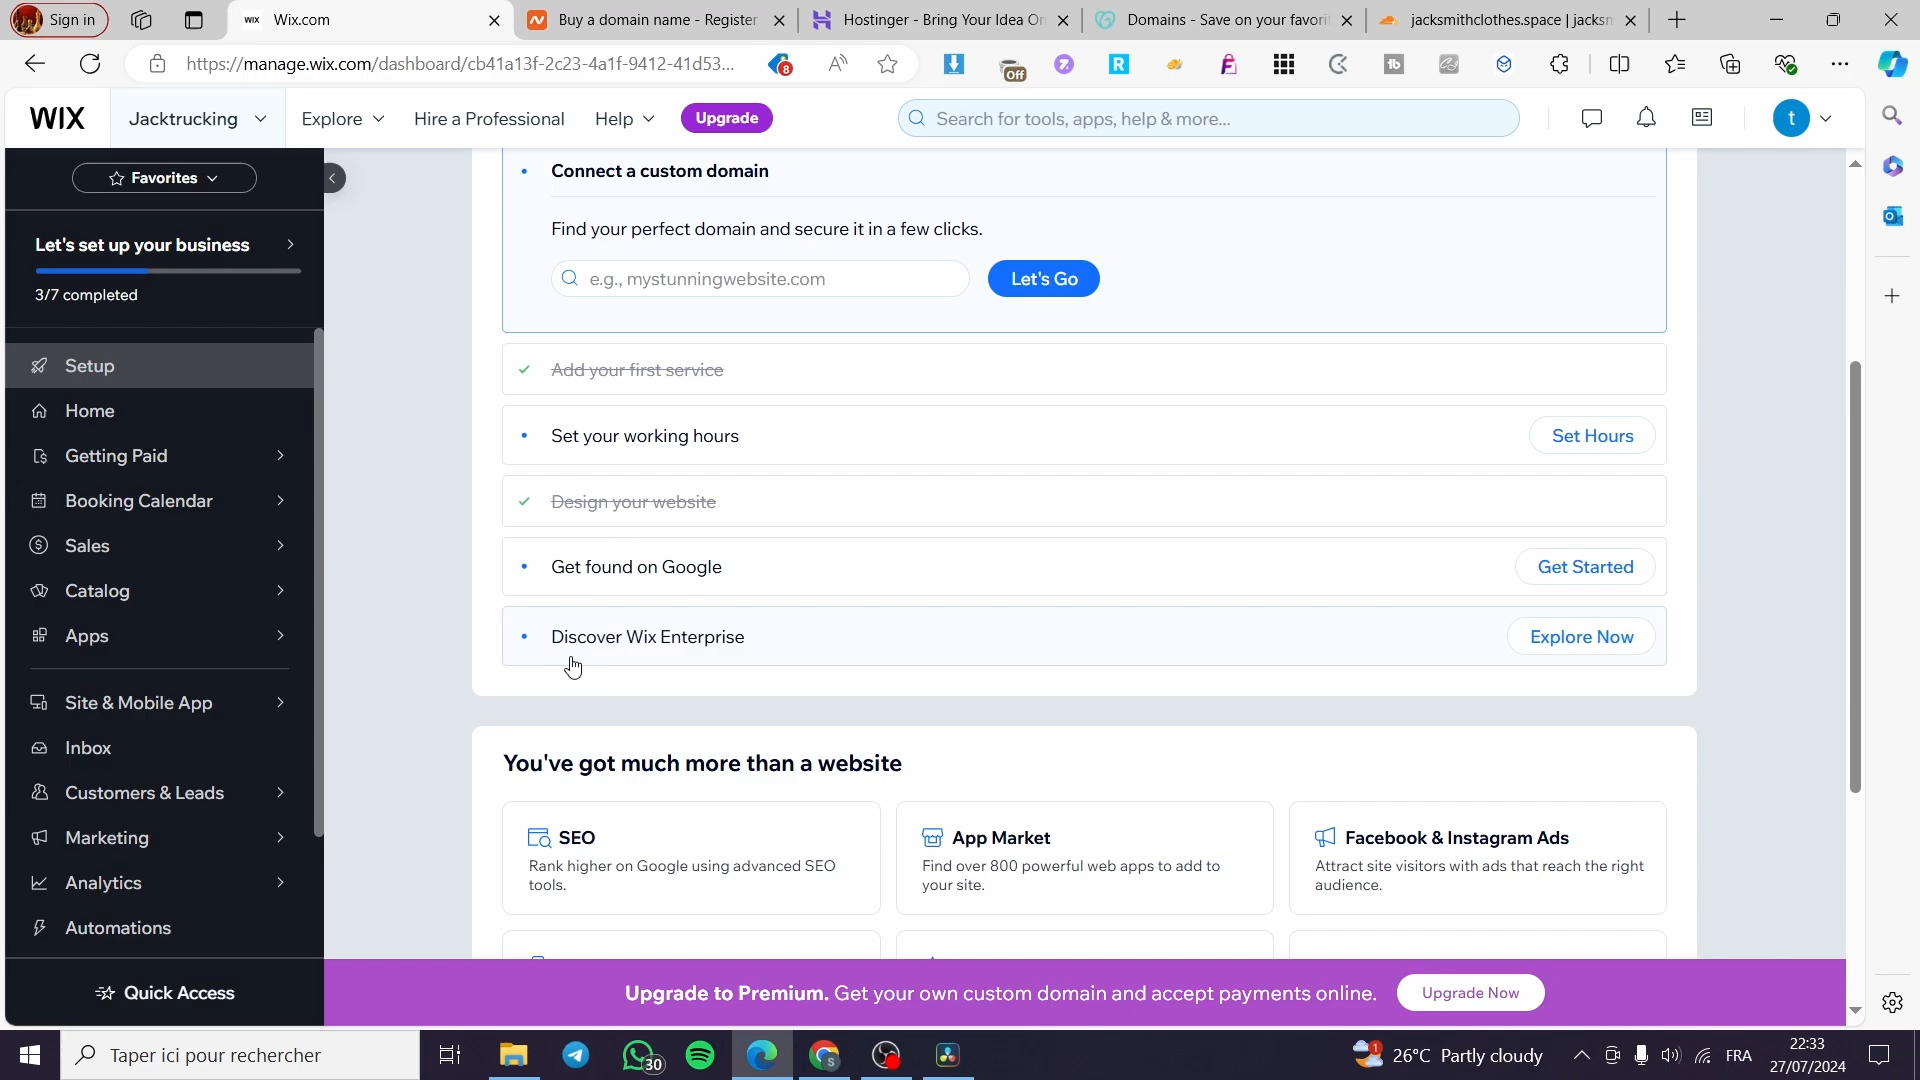 Sign in
WIX Wix.com
Buy a domain name - Register
Hostinger - Bring Your Idea On
Domains - Save on your favori
jacksmithclothes.space | jacksm
https://manage.wix.com/dashboard/cb41a13f-2c23-4a1f-9412-41d53...
8
Off
WIX
Jacktrucking
Explore
Hire a Professional
Help
Upgrade
Search for tools, apps, help & more...
t
Favorites
Let's set up your business
3/7 completed
Setup
Home
Getting Paid
Booking Calendar
Sales
Catalog
Apps
Site & Mobile App
Inbox
Customers & Leads
Marketing
Analytics
Automations
Quick Access
Connect a custom domain
Find your perfect domain and secure it in a few clicks.
e.g., mystunningwebsite.com
Let's Go
Add your first service
Set your working hours
Set Hours
Design your website
Get found on Google
Get Started
Discover Wix Enterprise
Explore Now
You've got much more than a website
SEO
Rank higher on Google using advanced SEO
tools.
App Market
Find over 800 powerful web apps to add to
your site.
Facebook & Instagram Ads
Attract site visitors with ads that reach the right
audience.
Upgrade to Premium. Get your own custom domain and accept payments online.
Upgrade Now
Taper ici pour rechercher
30
1
26°C Partly cloudy
FRA
22:33
27/07/2024